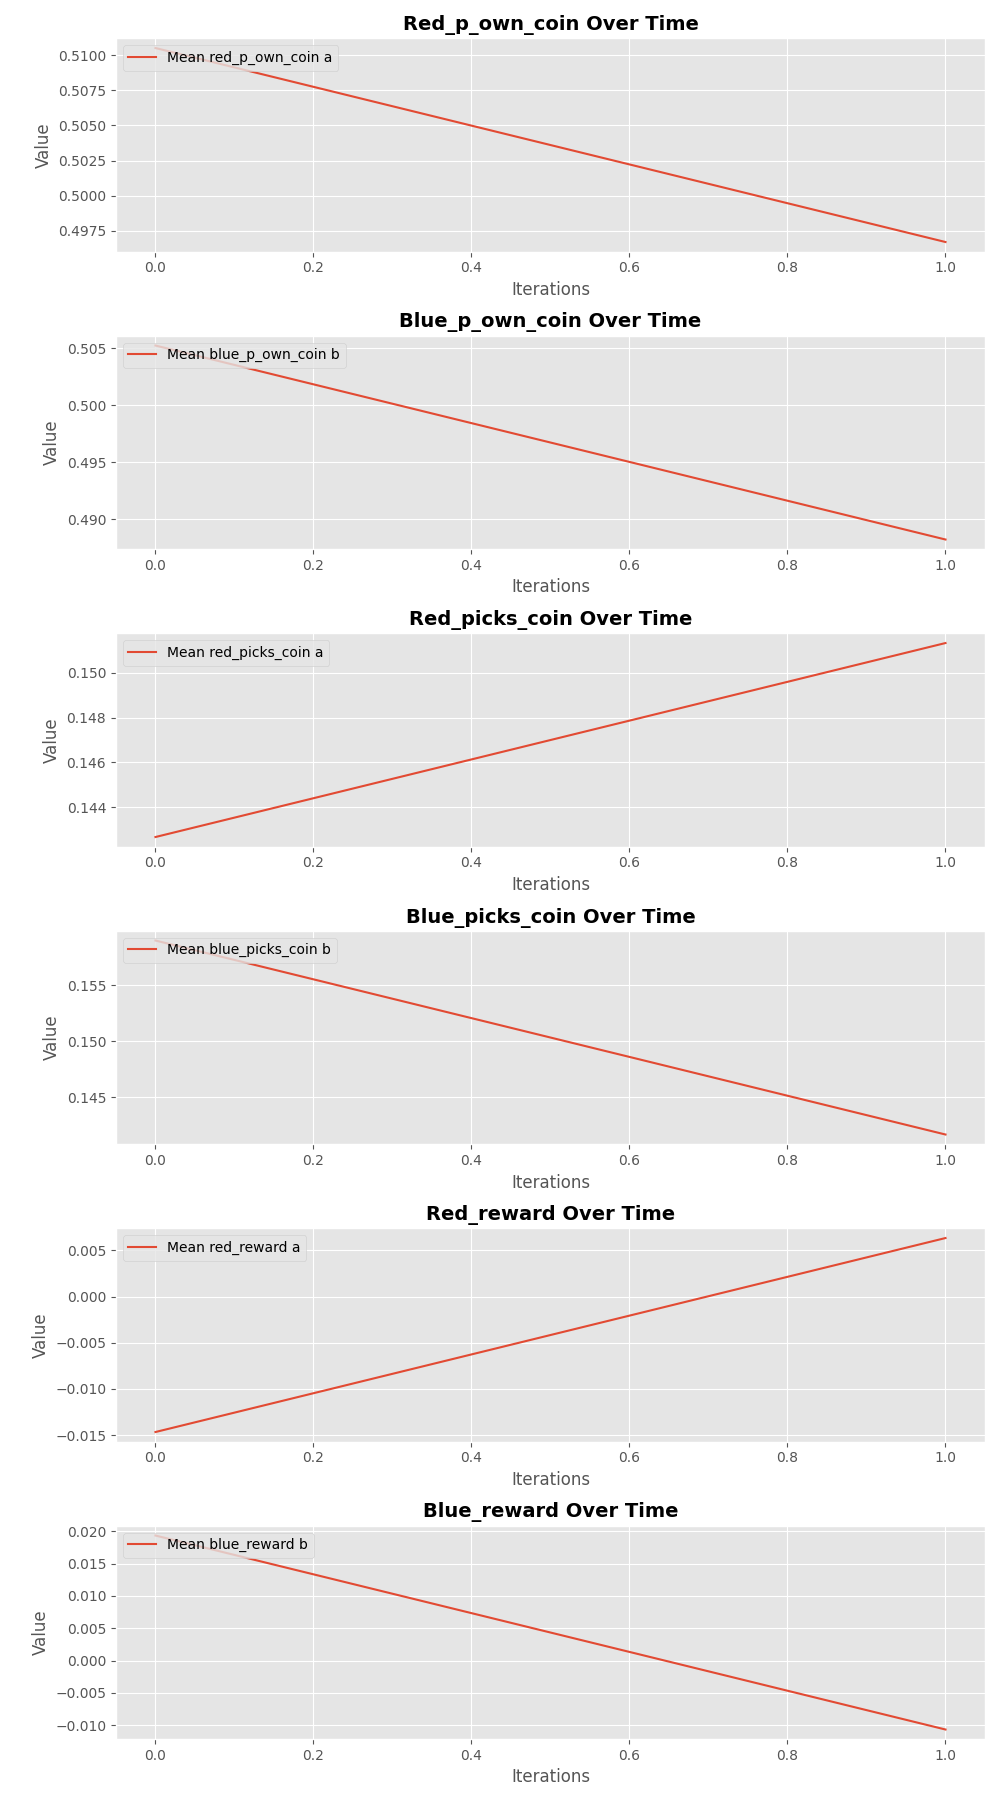 Red_p_own_coin Over Time
Mean red_p_own_coin a
0.5100
0.5075
0.5050
0.5025
0.5000
0.4975
Value
0.0 0.2 0.4 0.6 0.8 1.0
Iterations
Blue_p_own_coin Over Time
Mean blue_p_own_coin b
0.505
0.500
0.495
0.490
Value
0.0 0.2 0.4 0.6 0.8 1.0
Iterations
Red_picks_coin Over Time
Mean red_picks_coin a
0.150
0.148
0.146
0.144
Value
0.0 0.2 0.4 0.6 0.8 1.0
Iterations
Blue_picks_coin Over Time
Mean blue_picks_coin b
0.155
0.150
0.145
Value
0.0 0.2 0.4 0.6 0.8 1.0
Iterations
Red_reward Over Time
Mean red_reward a
0.005
0.000
−0.005
−0.010
−0.015
Value
0.0 0.2 0.4 0.6 0.8 1.0
Iterations
Blue_reward Over Time
Mean blue_reward b
0.020
0.015
0.010
0.005
0.000
−0.005
−0.010
Value
0.0 0.2 0.4 0.6 0.8 1.0
Iterations